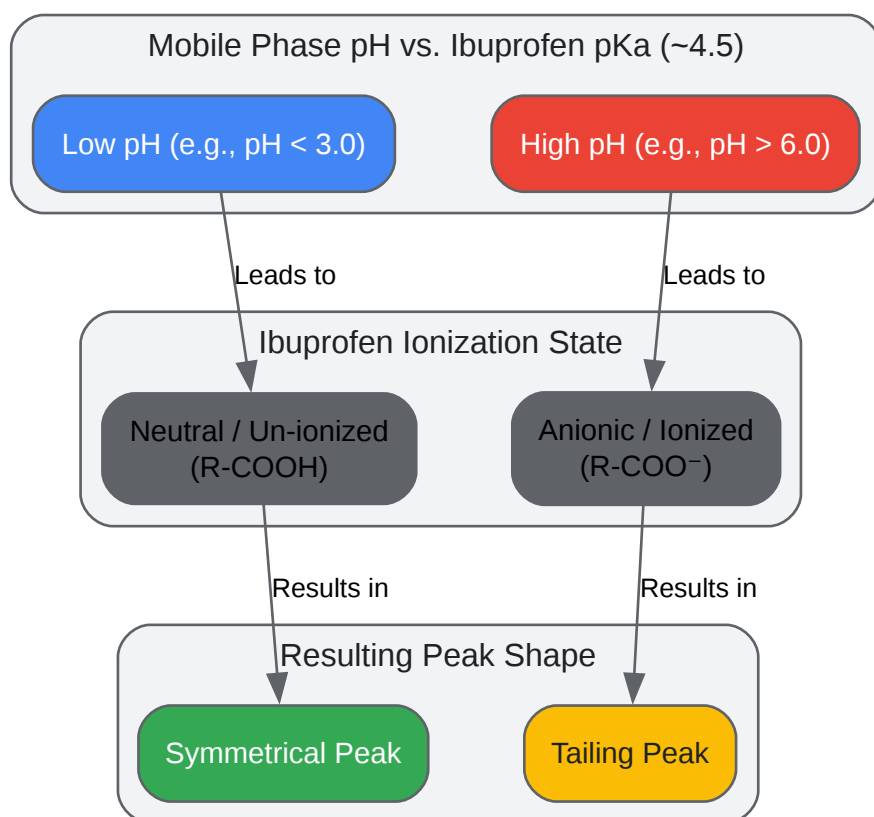 Mobile Phase pH vs. Ibuprofen pKa (~4.5)
Low pH (e.g., pH < 3.0)
High pH (e.g., pH > 6.0)
Leads to
Leads to
Ibuprofen Ionization State
Neutral / Un-ionized
(R-COOH)
Anionic / Ionized
(R-COO⁻)
Results in
Results in
Resulting Peak Shape
Symmetrical Peak
Tailing Peak